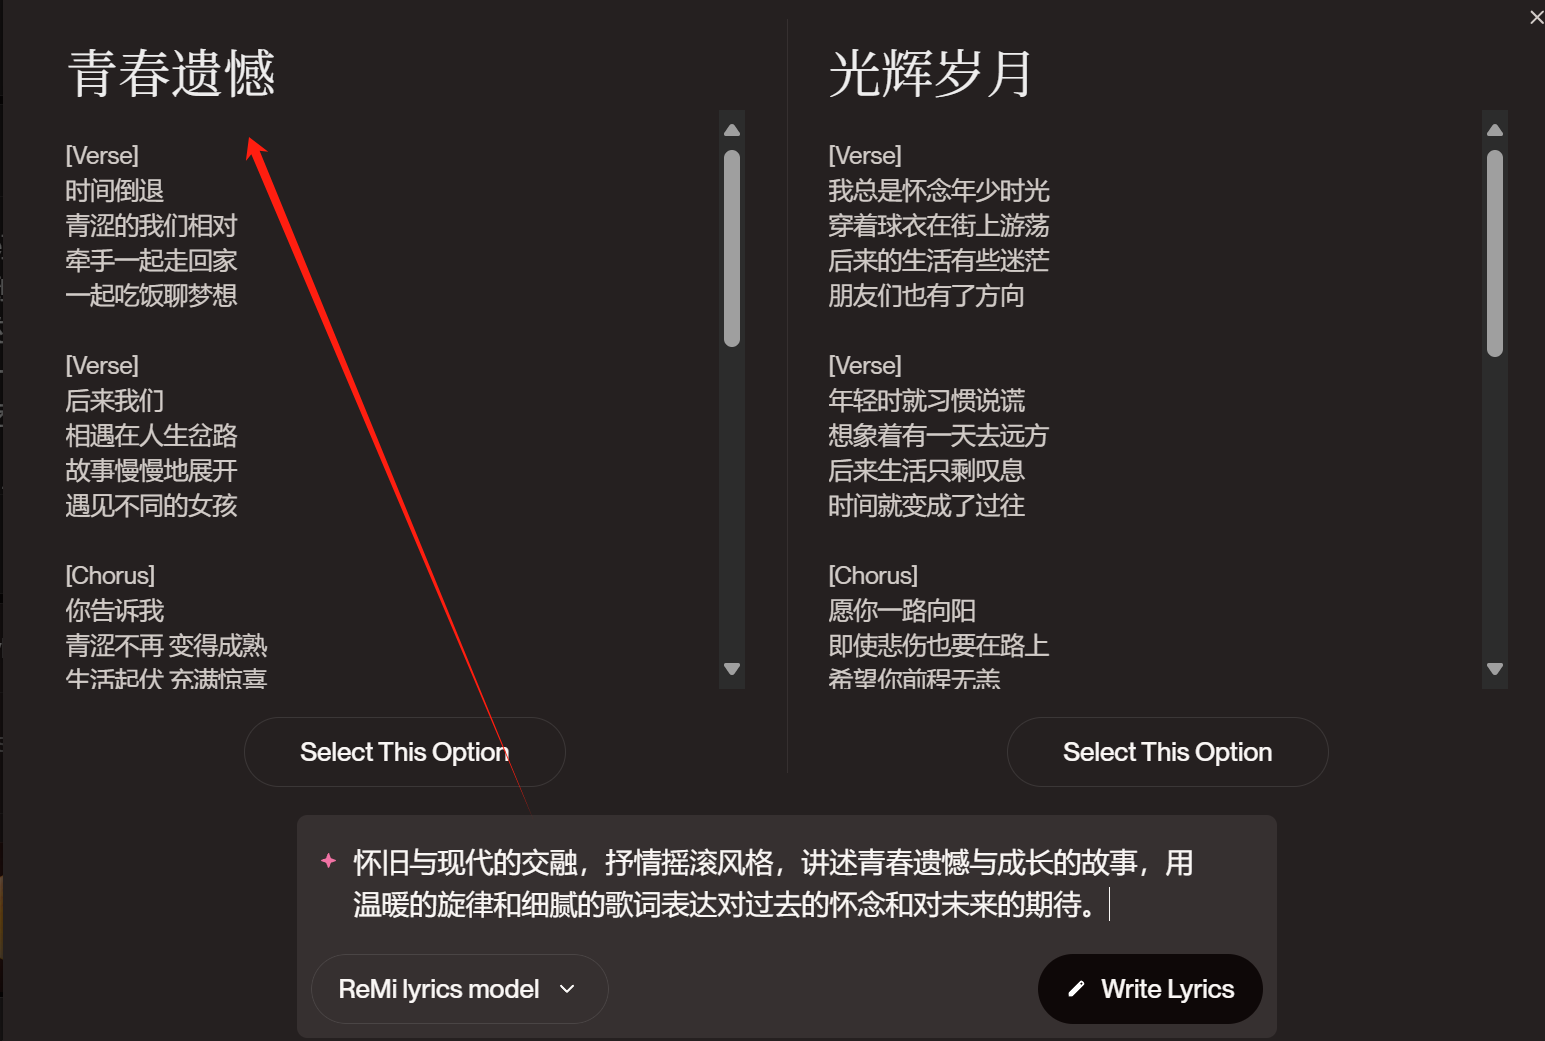 青春遗憾
[Verse]
时间倒退
青涩的我们相对
牵手一起走回家
一起吃饭聊梦想
[Verse]
后来我们
相遇在人生岔路
故事慢慢地展开
遇见不同的女孩
[Chorus]
你告诉我
青涩不再 变得成熟
生活起伏 充满惊喜
Select This Option
光辉岁月
[Verse]
我总是怀念年少时光
穿着球衣在街上游荡
后来的生活有些迷茫
朋友们也有了方向
[Verse]
年轻时就习惯说谎
想象着有一天去远方
后来生活只剩叹息
时间就变成了过往
[Chorus]
愿你一路向阳
即使悲伤也要在路上
希望你前程无恙
Select This Option
怀旧与现代的交融，抒情摇滚风格，讲述青春遗憾与成长的故事，用
温暖的旋律和细腻的歌词表达对过去的怀念和对未来的期待。
ReMi lyrics model
Write Lyrics